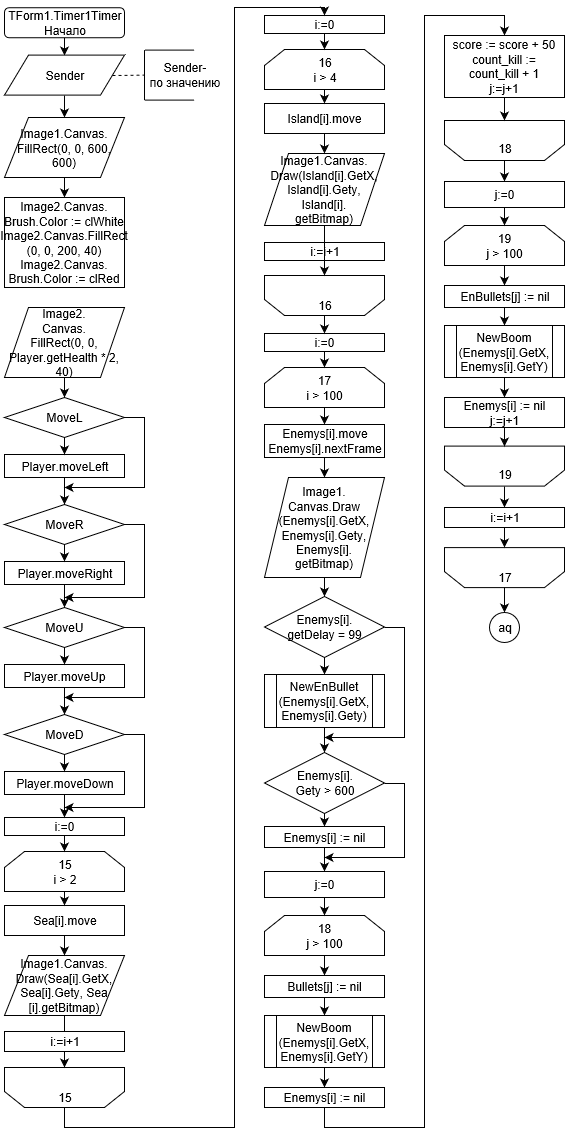 TForm1.Timer1Timer
Начало
Sender
Sender-
по значению
Image1.Canvas.
FillRect(0, 0, 600,
600)
Image2.Canvas.
Brush.Color := clWhite
Image2.Canvas.FillRect
(0, 0, 200, 40)
Image2.Canvas.
Brush.Color := clRed
Image2.
Canvas.
FillRect(0, 0,
Player.getHealth * 2,
40)
MoveL
Player.moveLeft
MoveR
Player.moveRight
MoveU
Player.moveUp
MoveD
Player.moveDown
i:=0
15
i > 2
Sea[i].move
Image1.Canvas.
Draw(Sea[i].GetX,
Sea[i].Gety, Sea
[i].getBitmap)
i:=i+1
15
i:=0
16
i > 4
Island[i].move
Image1.Canvas.
Draw(Island[i].GetX,
Island[i].Gety,
Island[i].
getBitmap)
i:=i+1
16
i:=0
17
i > 100
Enemys[i].move
Enemys[i].nextFrame
Image1.
Canvas.Draw
(Enemys[i].GetX,
Enemys[i].Gety,
Enemys[i].
getBitmap)
Enemys[i].
getDelay = 99
NewEnBullet
(Enemys[i].GetX,
Enemys[i].Gety)
Enemys[i].
Gety > 600
Enemys[i] := nil
j:=0
18
j > 100
Bullets[j] := nil
NewBoom
(Enemys[i].GetX,
Enemys[i].GetY)
Enemys[i] := nil
score := score + 50
count_kill :=
count_kill + 1
j:=j+1
18
j:=0
19
j > 100
EnBullets[j] := nil
NewBoom
(Enemys[i].GetX,
Enemys[i].GetY)
Enemys[i] := nil
j:=j+1
19
i:=i+1
17
aq